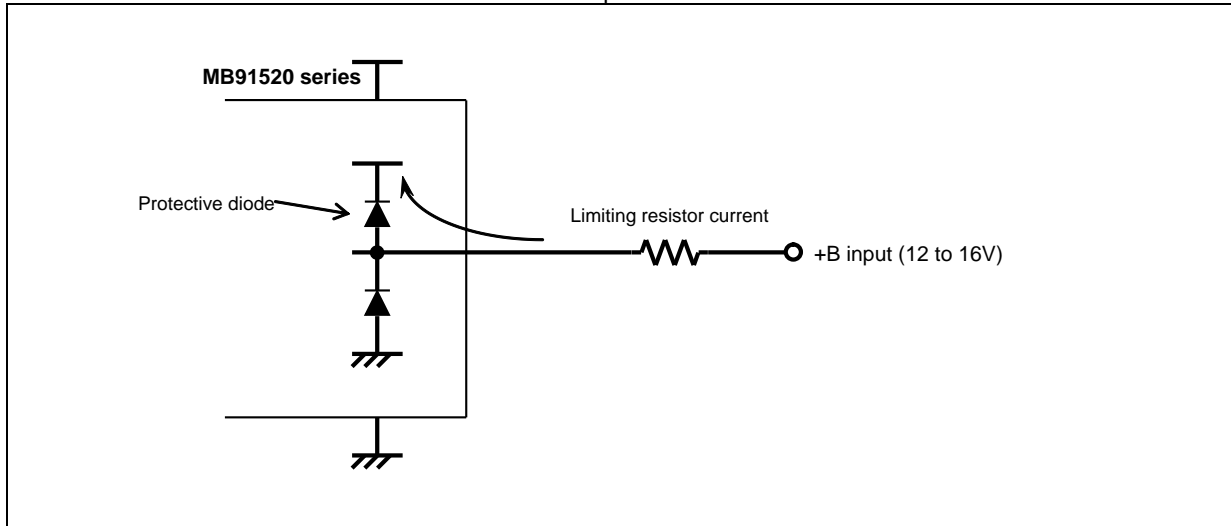 MB91520 series
Protective diode
Limiting resistor current
+B input (12 to 16V)